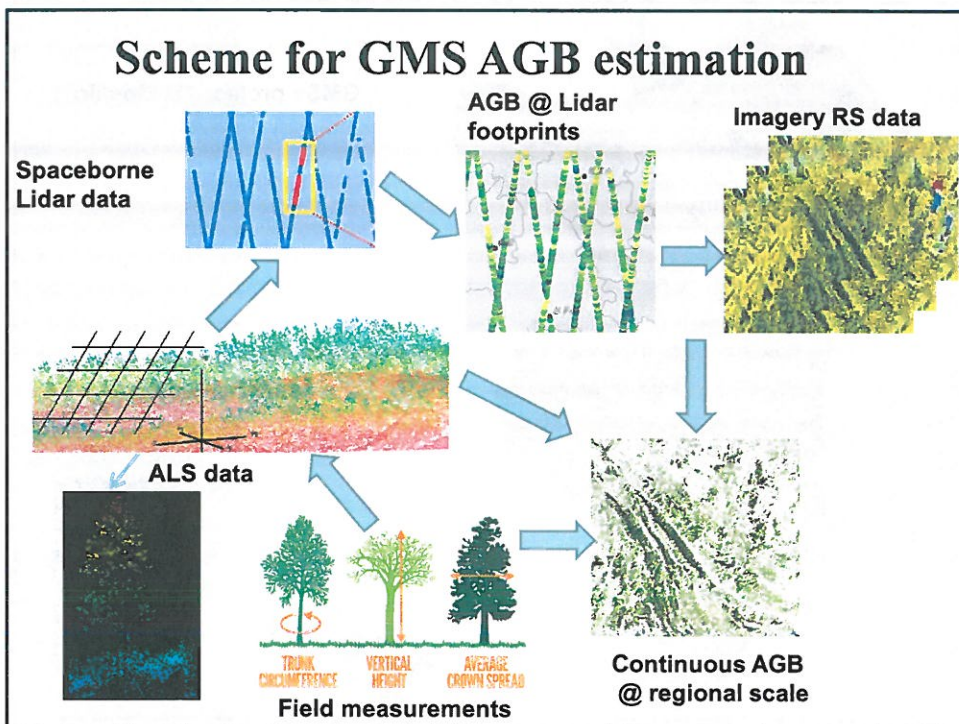 Scheme for GMS AGB estimation
Spaceborne
Lidar data
AGB @ Lidar
footprints
Imagery RS data
ALS data
TRUNK
CIRCUMFERENCE
VERTICAL
HEIGHT
AVERAGE
CROWN SPREAD
Field measurements
Continuous AGB
@ regional scale